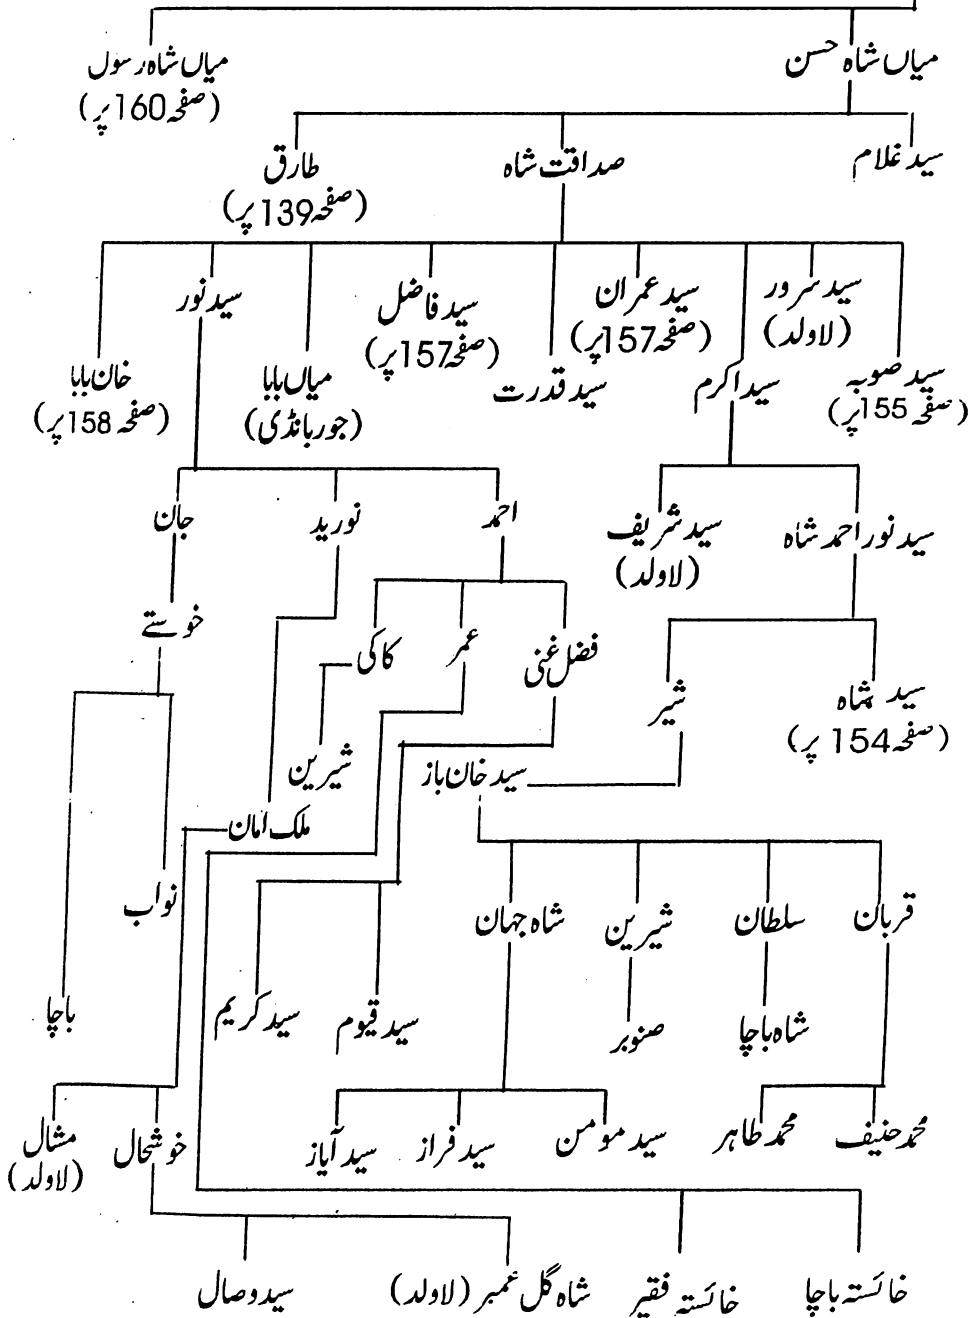 میاں شاہ حسن
میاں شاہ رسول
(صفحہ 160 پر)
سید غلام
صداقت شاہ
طارق
(صفحہ 139 پر)
سید صوبہ
(صفحہ 155 پر)
سید سرور
(لاولد)
سید اکرم
سید عمران
(صفحہ 157 پر)
سید قدرت
سید فاضل
(صفحہ 157 پر)
میاں بابا
(جور بانڈی)
سید نور
خان بابا
(صفحہ 158 پر)
سید نور احمد شاہ
سید شریف
(لاولد)
احمد
نورید
جان
سید شاہ
(صفحہ 154 پر)
شیر
فضل غنی
عمر
کاکی
خوستے
سید خان باز
شیرین
ملک امان
قربان
سلطان
شیرین
شاہ جہان
نواب
شاہ باچا
صنوبر
سید قیوم
سید کریم
باچا
محمد حنیف
محمد طاہر
سید مومن
سید فراز
سید آیاز
خوشحال
مشال
(لاولد)
خائستہ باچا
خائستہ فقیر
شاہ گل عمبر (لاولد)
سید وصال